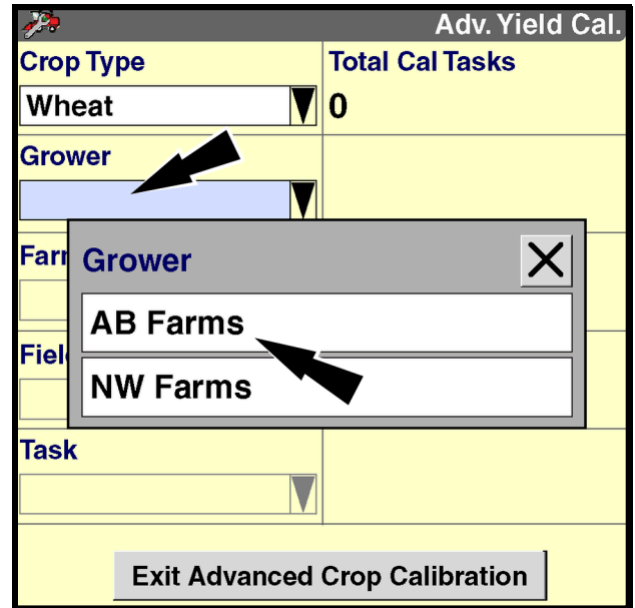 Adv. Yield Cal.
Crop Type
Total Cal Tasks
Wheat
0
Grower
Grower
AB Farms
NW Farms
Task
Exit Advanced Crop Calibration